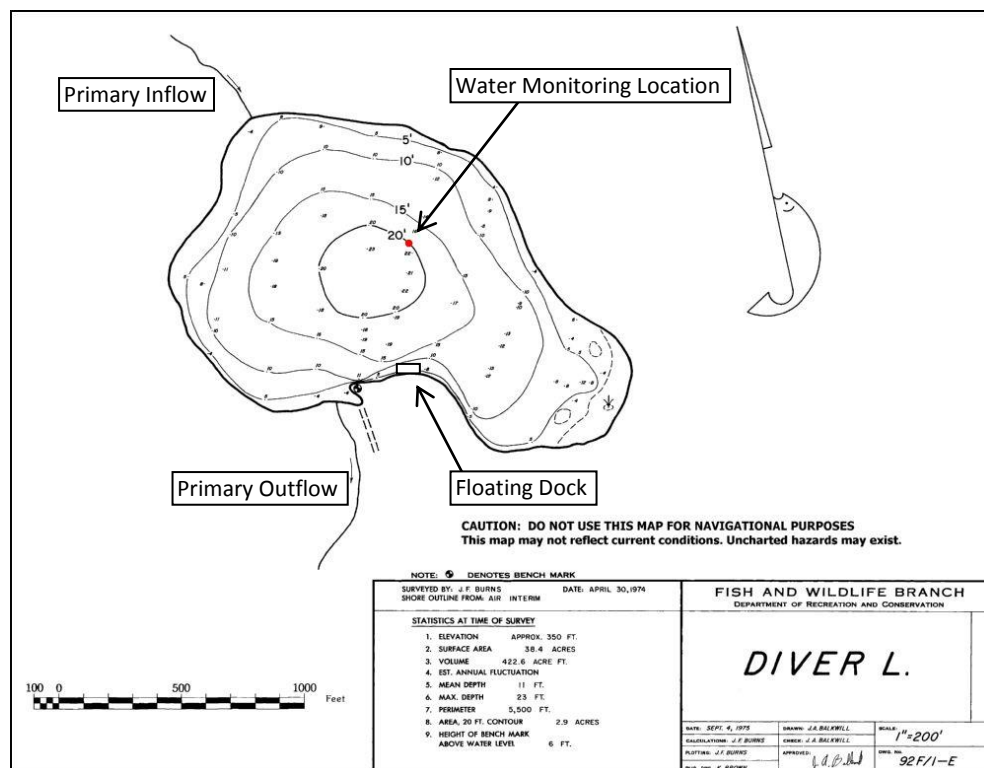 Primary Inflow
Water Monitoring Location
5'
10'
15'
20'
Primary Outflow
Floating Dock
CAUTION: DO NOT USE THIS MAP FOR NAVIGATIONAL PURPOSES
This map may not reflect current conditions. Uncharted hazards may exist.
NOTE: DENOTES BENCH MARK
SURVEYED BY: J.F. BURNS DATE: APRIL 30, 1974
SHORE OUTLINE FROM: AIR INTERIM
STATISTICS AT TIME OF SURVEY
1. ELEVATION APPROX. 350 FT.
2. SURFACE AREA 38.4 ACRES
3. VOLUME 422.6 ACRE FT.
4. EST. ANNUAL FLUCTUATION
5. MEAN DEPTH 11 FT.
6. MAX. DEPTH 23 FT.
7. PERIMETER 5,500 FT.
8. AREA, 20 FT. CONTOUR 2.9 ACRES
9. HEIGHT OF BENCH MARK
ABOVE WATER LEVEL 6 FT.
100 0 500 1000 Feet
FISH AND WILDLIFE BRANCH
DEPARTMENT OF RECREATION AND CONSERVATION
DIVER L.
DATE: SEPT. 4, 1975 DRAWN: J.A. BALKWILL SCALE: 1"=200'
CALCULATIONS: J.F. BURNS CHECK: J.A. BALKWILL
PLOTTING: J.F. BURNS APPROVED: DWG. No. 92F/1-E